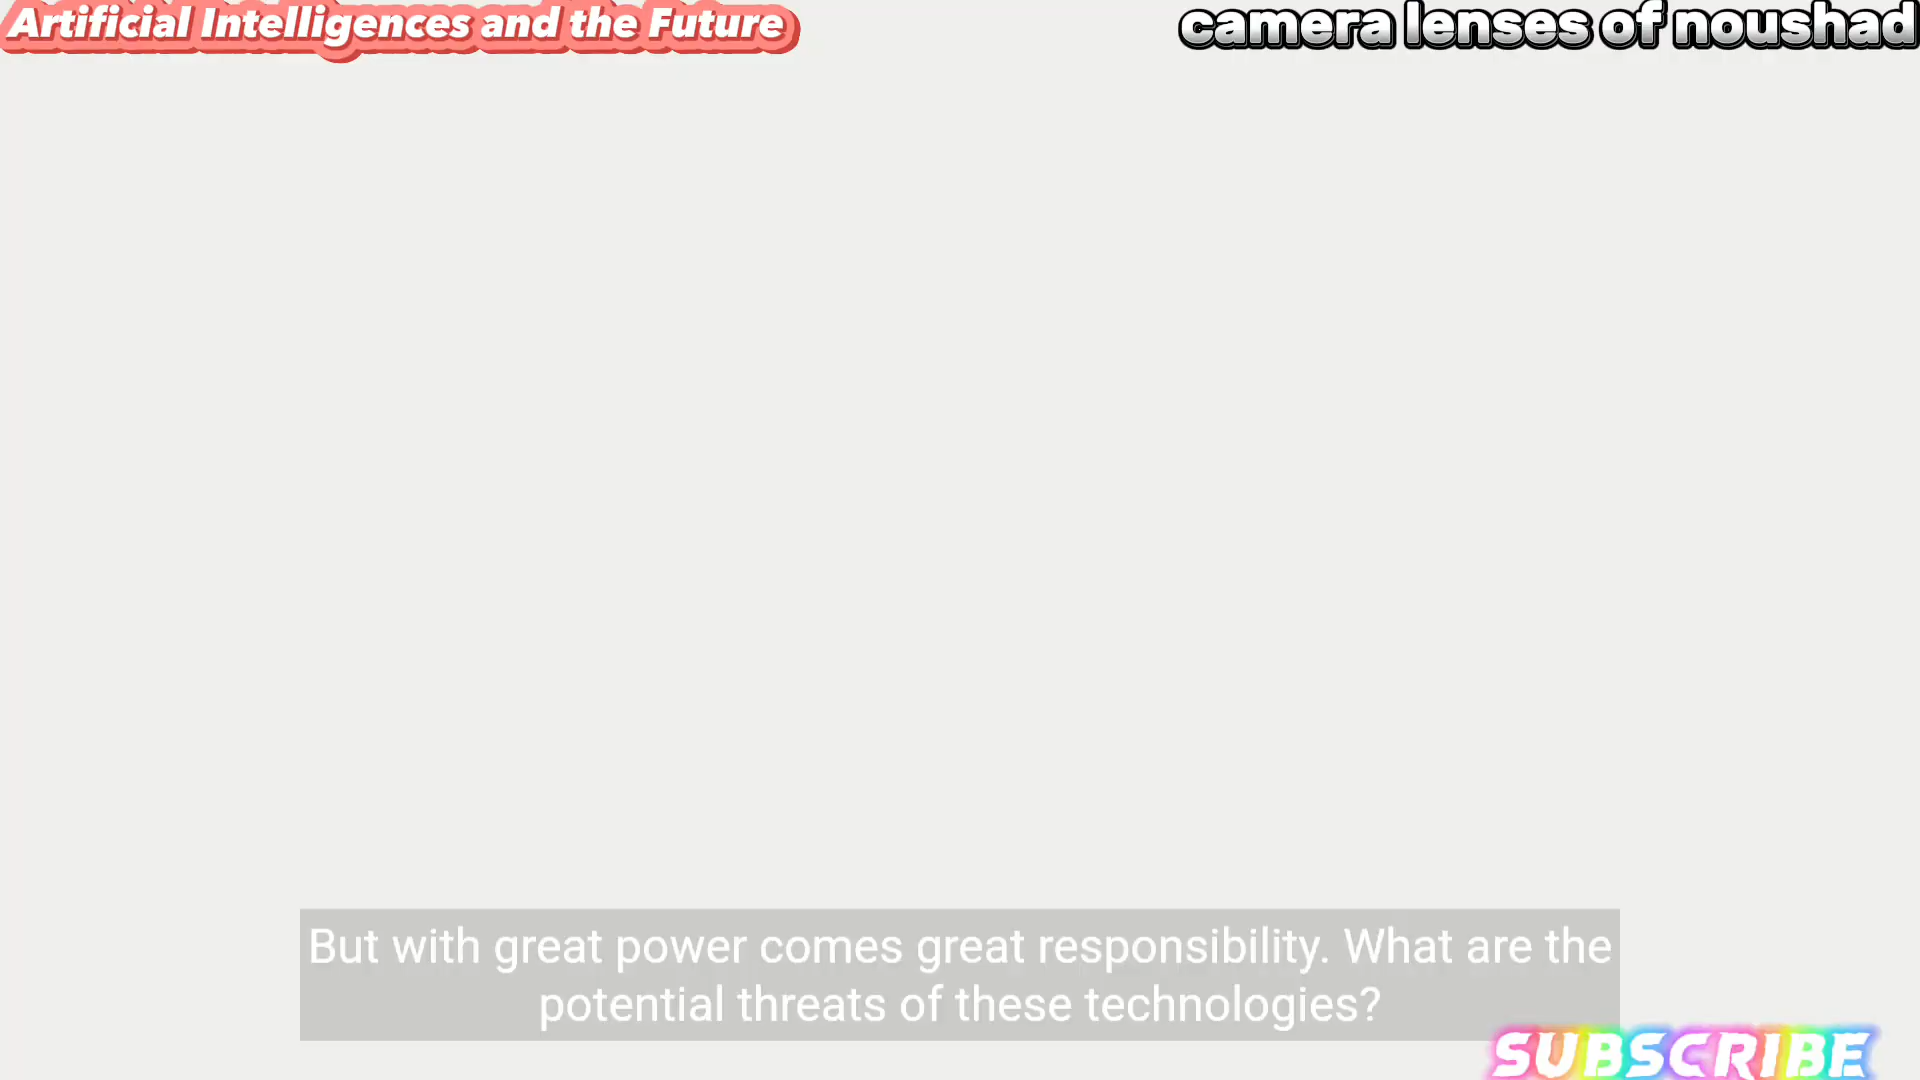 Artificial Intelligences and the Future
camera lenses of noushad
But with great power comes great responsibility. What are the
potential threats of these technologies?
SUBSCRIBE